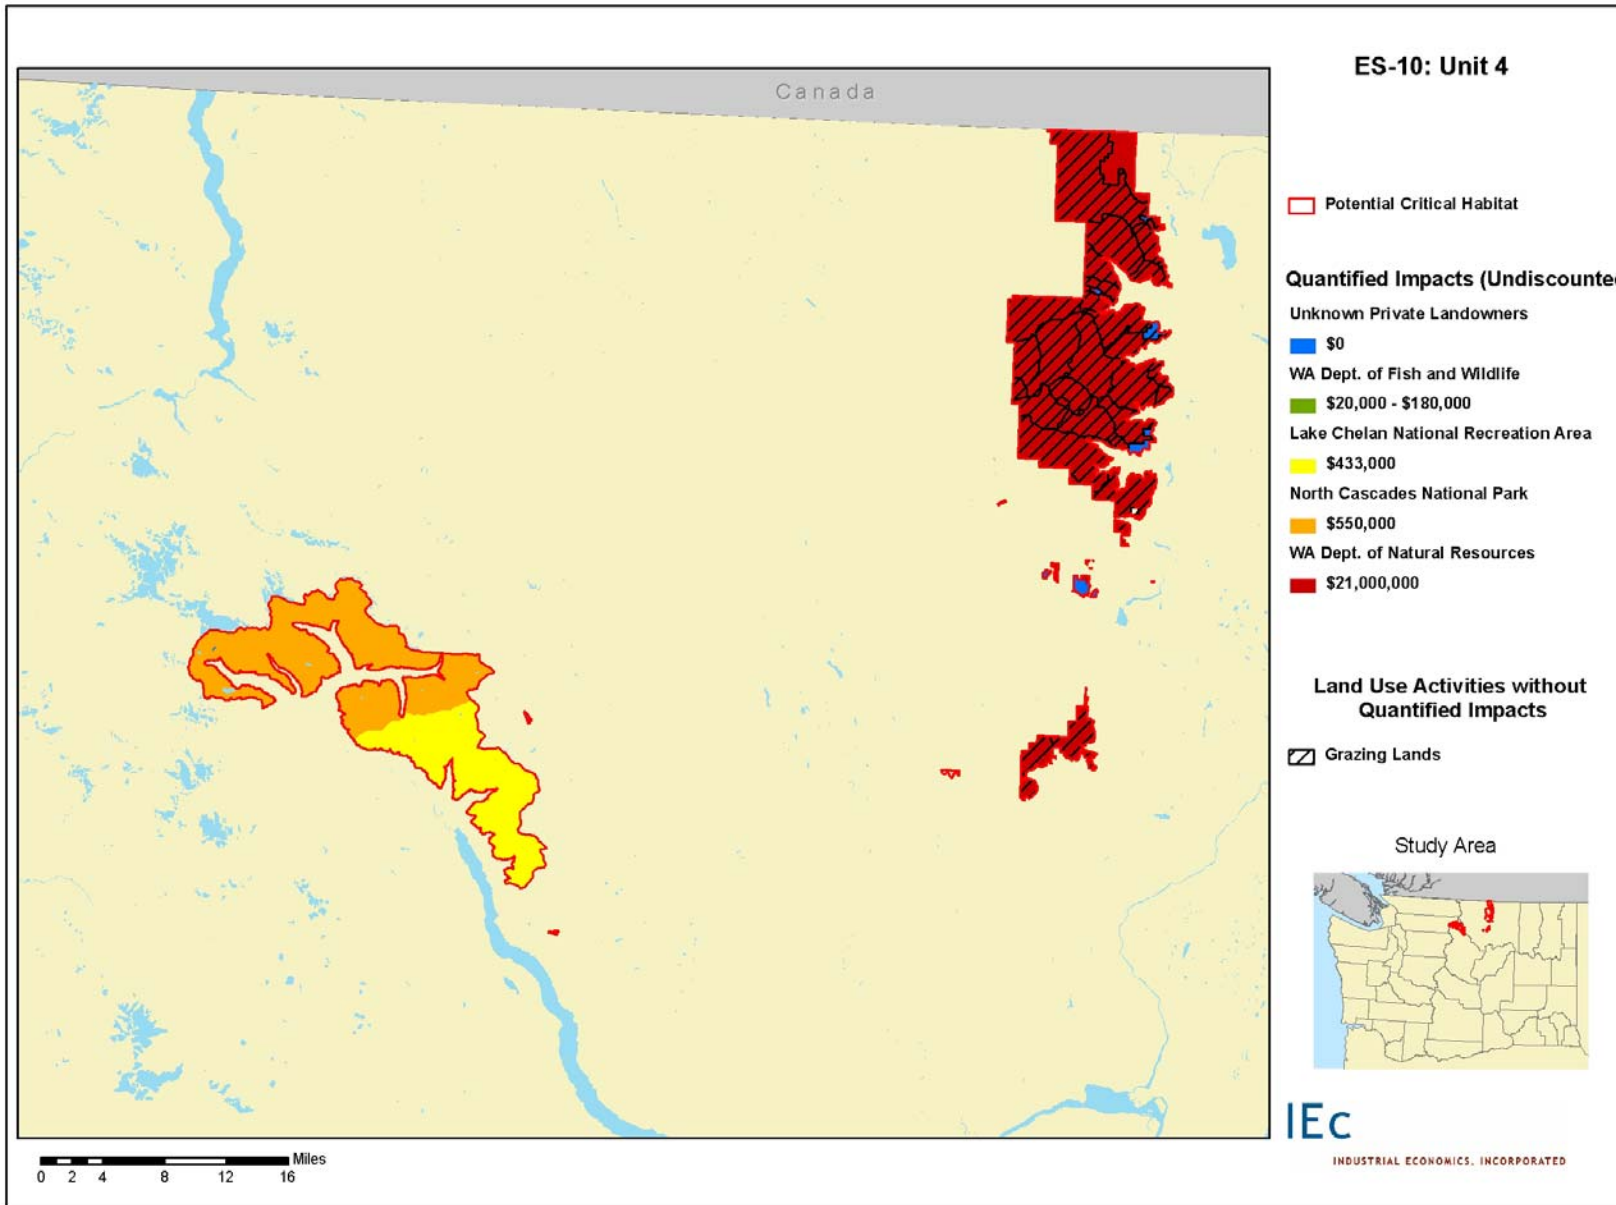 ES-10: Unit 4
Canada
Potential Critical Habitat
Quantified Impacts (Undiscounte
Unknown Private Landowners
$0
WA Dept. of Fish and Wildlife
$20,000 - $180,000
Lake Chelan National Recreation Area
$433,000
North Cascades National Park
$550,000
WA Dept. of Natural Resources
$21,000,000
Land Use Activities without
Quantified Impacts
Grazing Lands
Study Area
IEc
INDUSTRIAL ECONOMICS, INCORPORATED
Miles
0 2 4 8 12 16